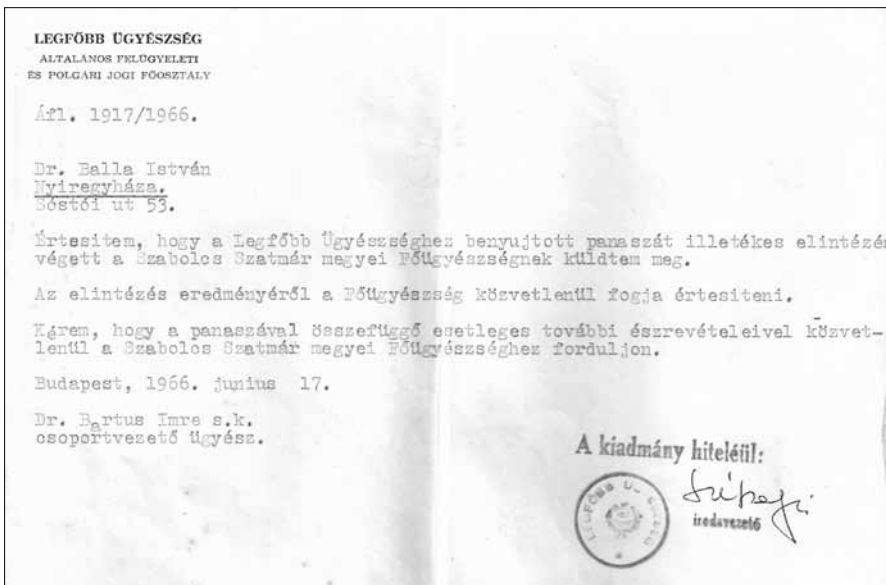 LEGFŐBB ÜGYÉSZSÉG
ÁLTALÁNOS FELÜGYELETI
ÉS POLGÁRI JOGI FŐOSZTÁLY
Áfl. 1917/1966.
Dr. Balla István
Nyiregyháza.
Sóstói ut 53.
Értesitem, hogy a Legfőbb Ügyészséghez benyujtott panaszát illetékes elintézés
végett a Szabolcs Szatmár megyei Főügyészségnek küldtem meg.
Az elintézés eredményéről a Főügyészség közvetlenül fogja értesiteni.
Kérem, hogy a panaszával összefüggő esetleges további észrevételeivel közvet-
lenül a Szabolcs Szatmár megyei Főügyészséghez forduljon.
Budapest, 1966. junius 17.
Dr. Bartus Imre s.k.
csoportvezető ügyész.
A kiadmány hiteléül:
irodavezető
LEGFŐBB